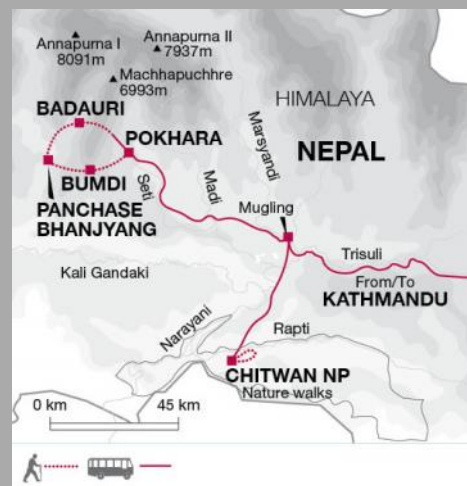 Annapurna I
8091m
Annapurna II
7937m
Machhapuchhre
6993m
HIMALAYA
BADAURI
POKHARA
NEPAL
Marsyandi
BUMDI
Seti
Madi
PANCHASE
BHANJYANG
Mugling
Trisuli
Kali Gandaki
From/To
KATHMANDU
Narayani
Rapti
CHITWAN NP
Nature walks
0 km
45 km